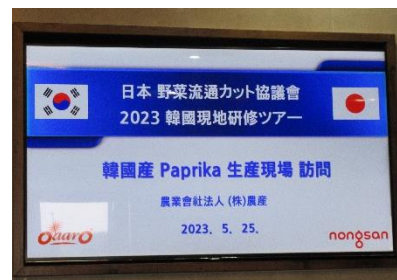 日本 野菜流通カット協議會
2023 韓國現地研修ツアー
韓國産 Paprika 生産現場 訪問
農業會社法人 (株)農産
2023. 5. 25.
nongsan